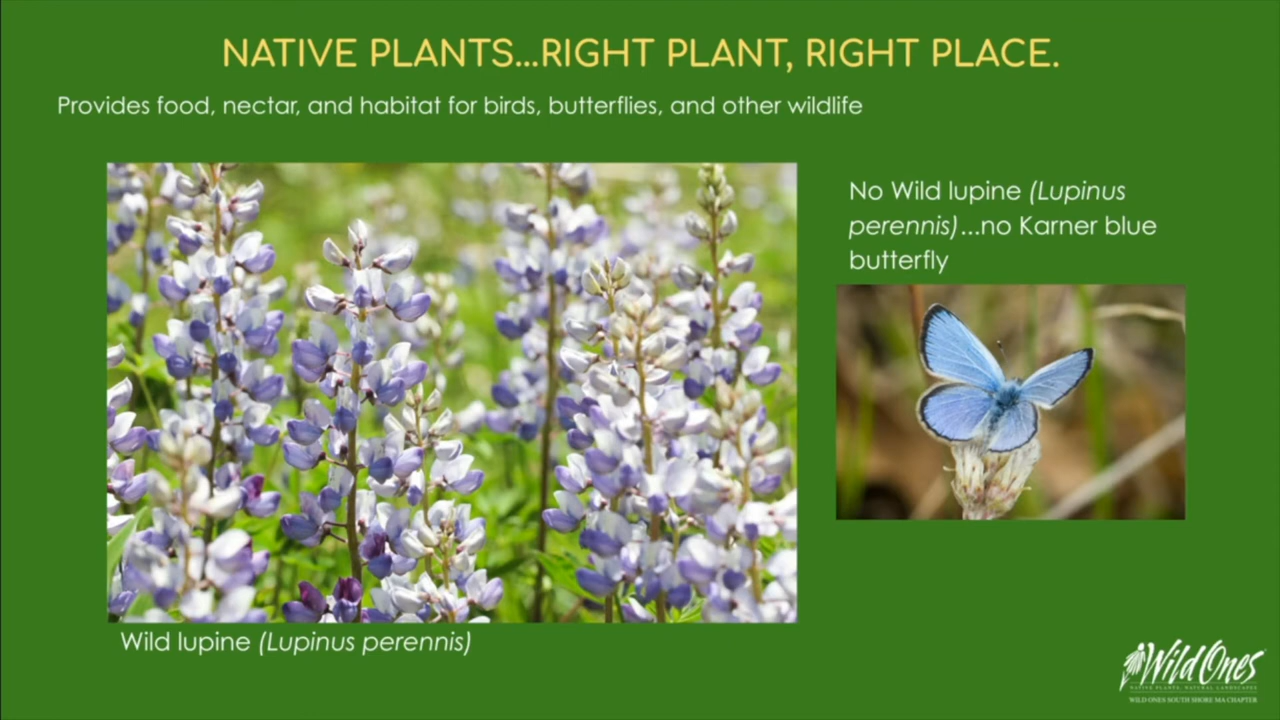 NATIVE PLANTS...RIGHT PLANT, RIGHT PLACE.
Provides food, nectar, and habitat for birds, butterflies, and other wildlife
No Wild lupine (Lupinus
perennis)...no Karner blue
butterfly
Wild lupine (Lupinus perennis)
Wild Ones
NATIVE PLANTS, NATURAL LANDSCAPES
WILD ONES SOUTH SHORE MA CHAPTER